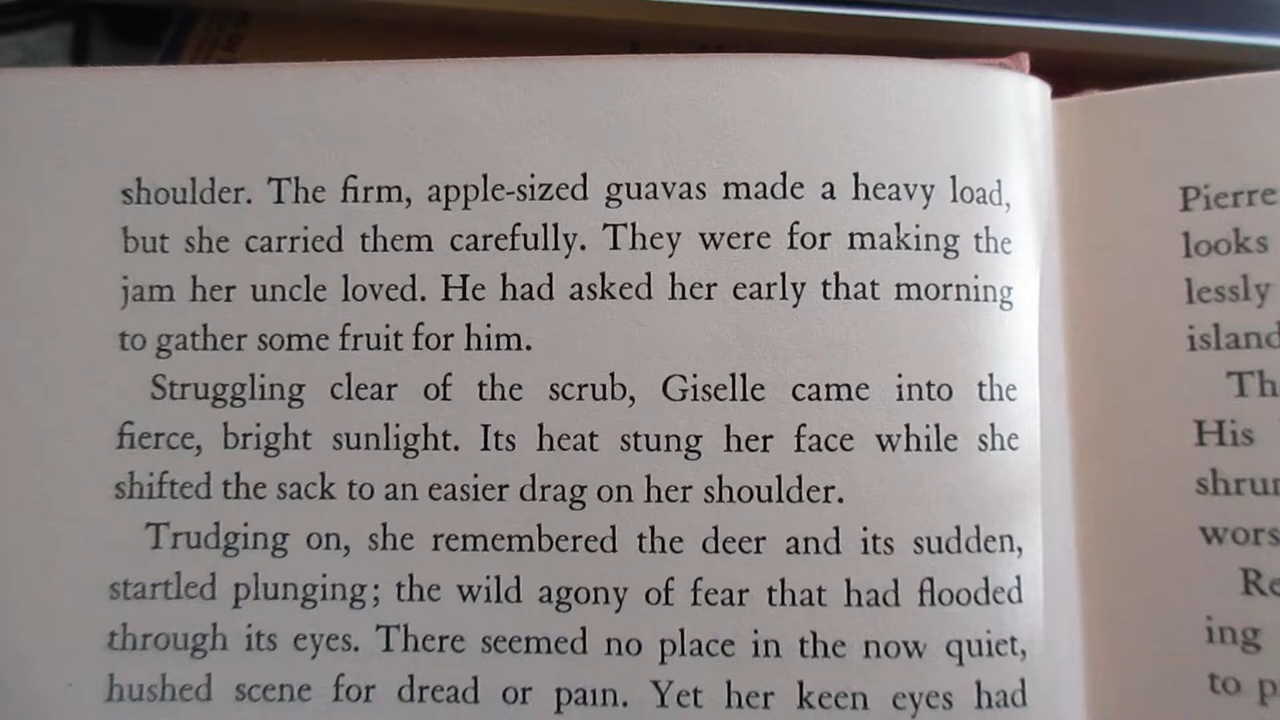 shoulder. The firm, apple-sized guavas made a heavy load,
but she carried them carefully. They were for making the
jam her uncle loved. He had asked her early that morning
to gather some fruit for him.
Struggling clear of the scrub, Giselle came into the
fierce, bright sunlight. Its heat stung her face while she
shifted the sack to an easier drag on her shoulder.
Trudging on, she remembered the deer and its sudden,
startled plunging; the wild agony of fear that had flooded
through its eyes. There seemed no place in the now quiet,
hushed scene for dread or pain. Yet her keen eyes had
Pierre
looks
lessly
island
His
ing
to